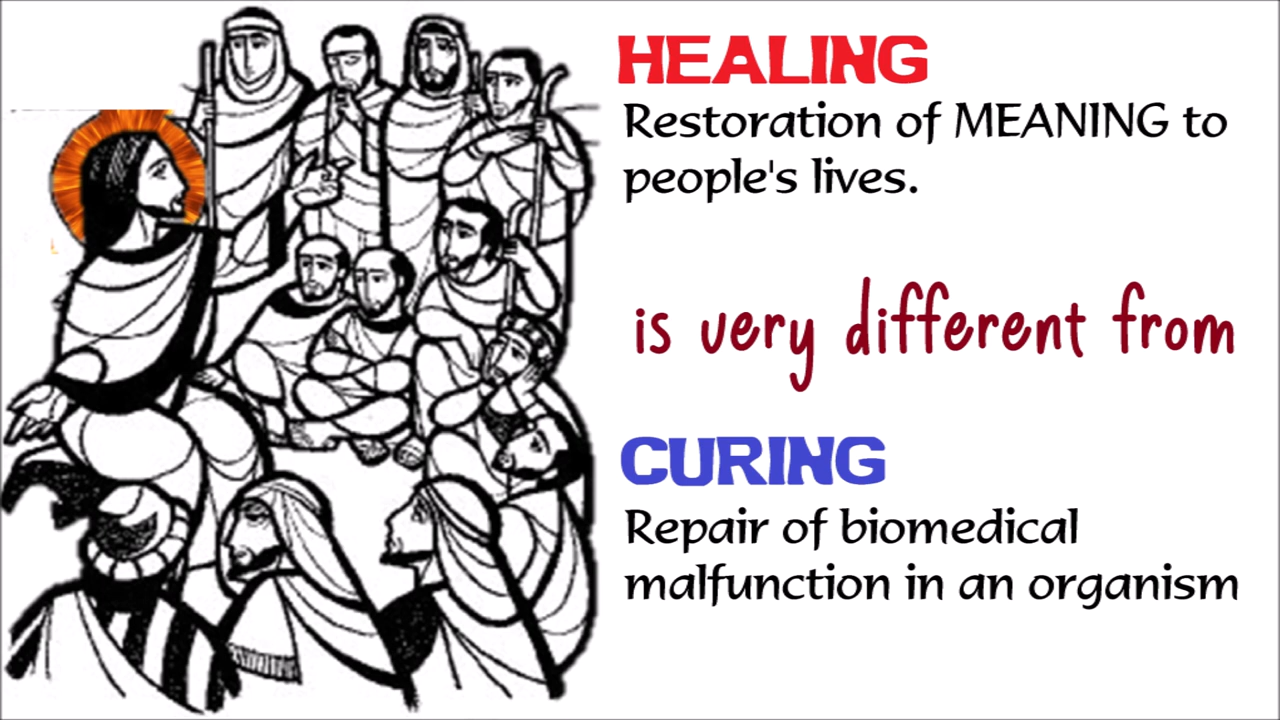 HEALING
Restoration of MEANING to
people's lives.
is very different from
CURING
Repair of biomedical
malfunction in an organism